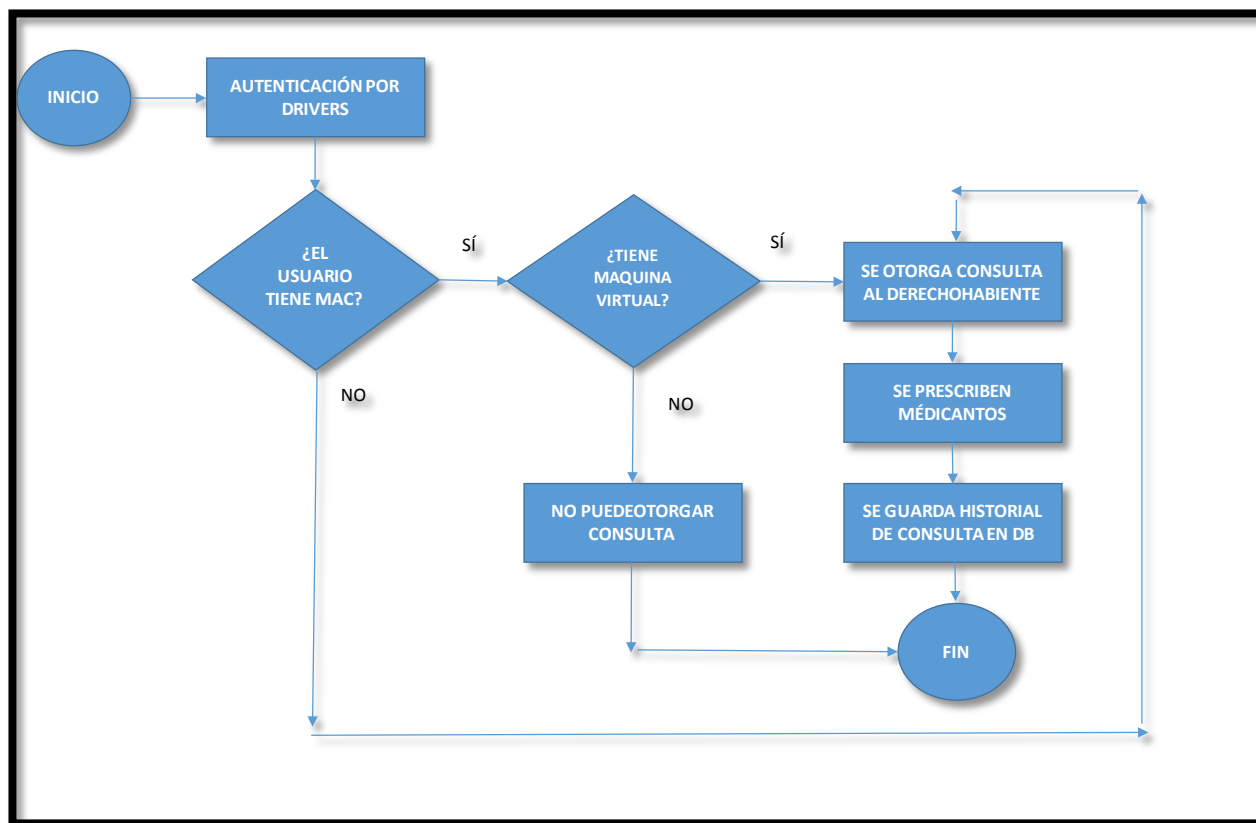 INICIO
AUTENTICACIÓN POR
DRIVERS
¿EL
USUARIO
TIENE MAC?
SÍ
NO
¿TIENE
MAQUINA
VIRTUAL?
SÍ
NO
NO PUEDEOTORGAR
CONSULTA
SE OTORGA CONSULTA
AL DERECHOHABIENTE
SE PRESCRIBEN
MÉDICANTOS
SE GUARDA HISTORIAL
DE CONSULTA EN DB
FIN